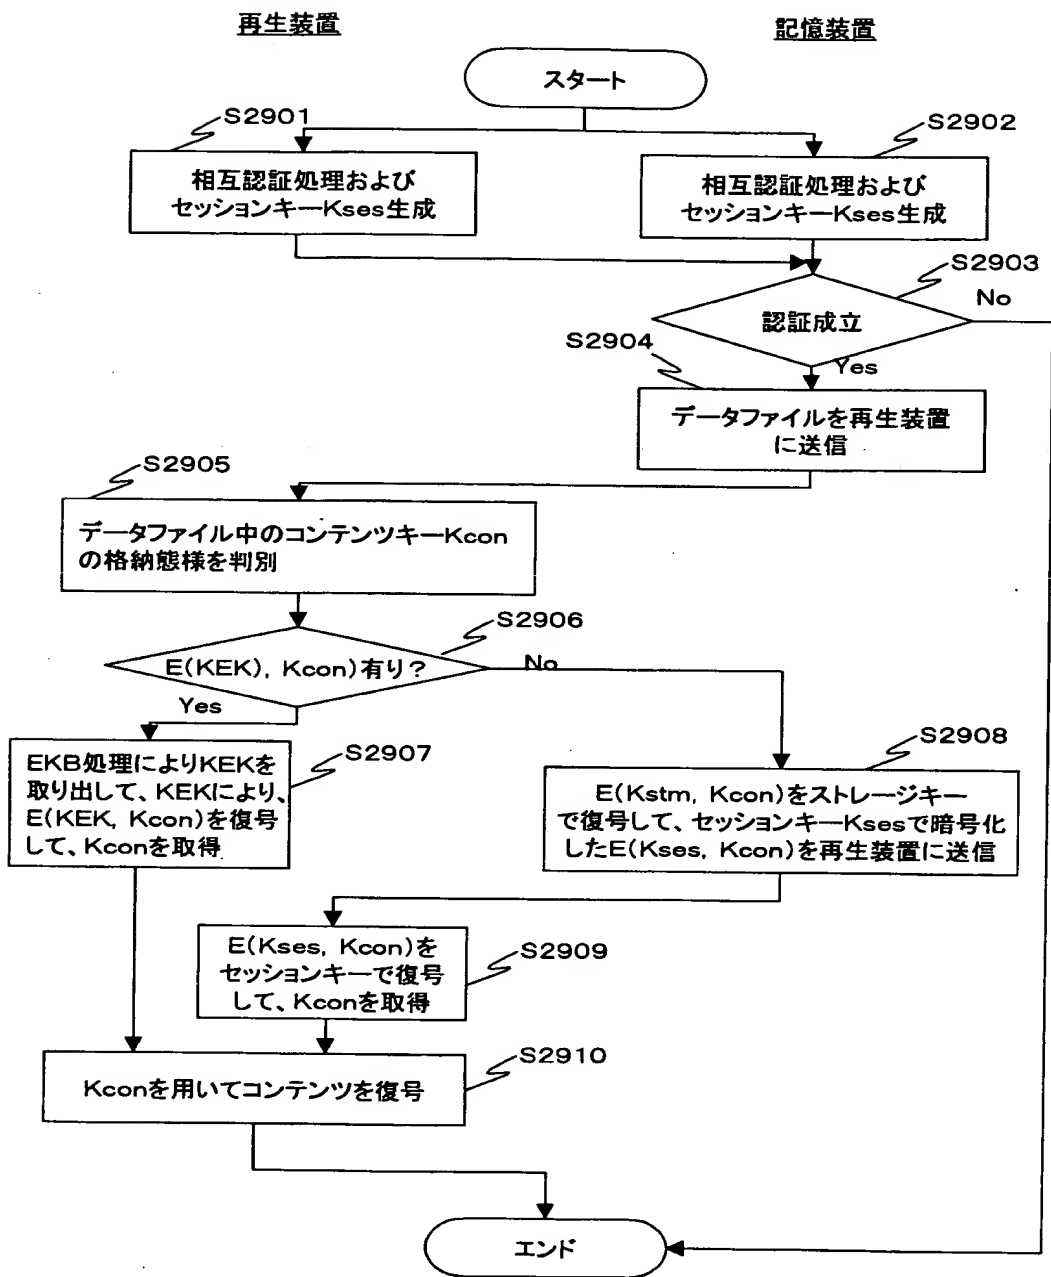 再生装置
記憶装置
スタート
S2901
S2902
相互認証処理および
セッションキーKses生成
相互認証処理および
セッションキーKses生成
S2903
No
認証成立
S2904
Yes
データファイルを再生装置
に送信
S2905
データファイル中のコンテンツキーKcon
の格納態様を判別
S2906
E(KEK), Kcon)有り?
No
Yes
S2907
EKB処理によりKEKを
取り出して、KEKにより、
E(KEK, Kcon)を復号
して、Kconを取得
S2908
E(Kstm, Kcon)をストレージキー
で復号して、セッションキーKsesで暗号化
したE(Kses, Kcon)を再生装置に送信
E(Kses, Kcon)を
セッションキーで復号
して、Kconを取得
S2909
S2910
Kconを用いてコンテンツを復号
エンド